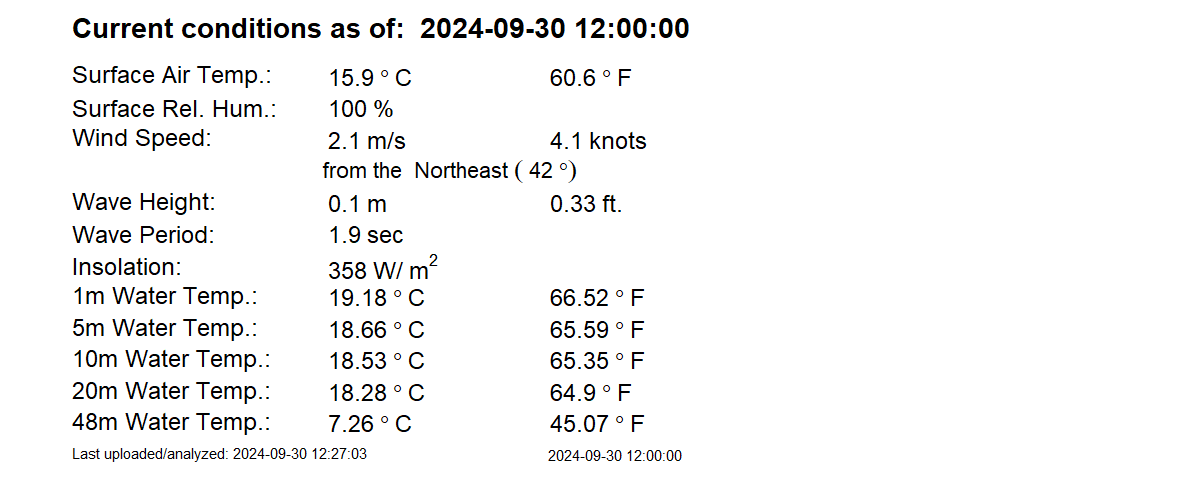 Current conditions as of:  2024-09-30 12:00:00
Surface Air Temp.: 15.9 ° C 60.6 ° F
Surface Rel. Hum.: 100 %
Wind Speed: 2.1 m/s 4.1 knots
from the  Northeast ( 42 °)
Wave Height: 0.1 m 0.33 ft.
Wave Period: 1.9 sec
Insolation: 358 W/ m²
1m Water Temp.: 19.18 ° C 66.52 ° F
5m Water Temp.: 18.66 ° C 65.59 ° F
10m Water Temp.: 18.53 ° C 65.35 ° F
20m Water Temp.: 18.28 ° C 64.9 ° F
48m Water Temp.: 7.26 ° C 45.07 ° F
Last uploaded/analyzed: 2024-09-30 12:27:03 2024-09-30 12:00:00